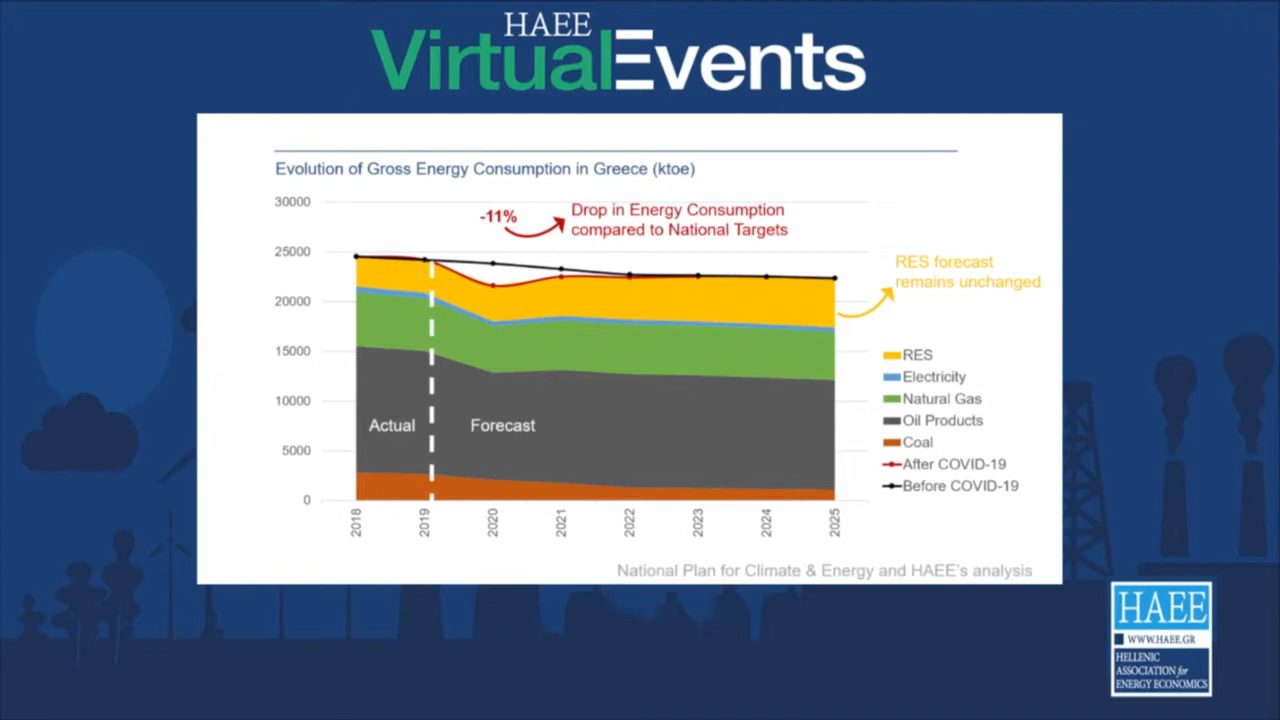 HAEE
VirtualEvents
Evolution of Gross Energy Consumption in Greece (ktoe)
30000
25000
20000
15000
10000
5000
0
-11%
Drop in Energy Consumption
compared to National Targets
RES forecast
remains unchanged
Actual
Forecast
RES
Electricity
Natural Gas
Oil Products
Coal
After COVID-19
Before COVID-19
2018
2019
2020
2021
2022
2023
2024
2025
National Plan for Climate & Energy and HAEE's analysis
HAEE
WWW.HAEE.GR
HELLENIC
ASSOCIATION for
ENERGY ECONOMICS